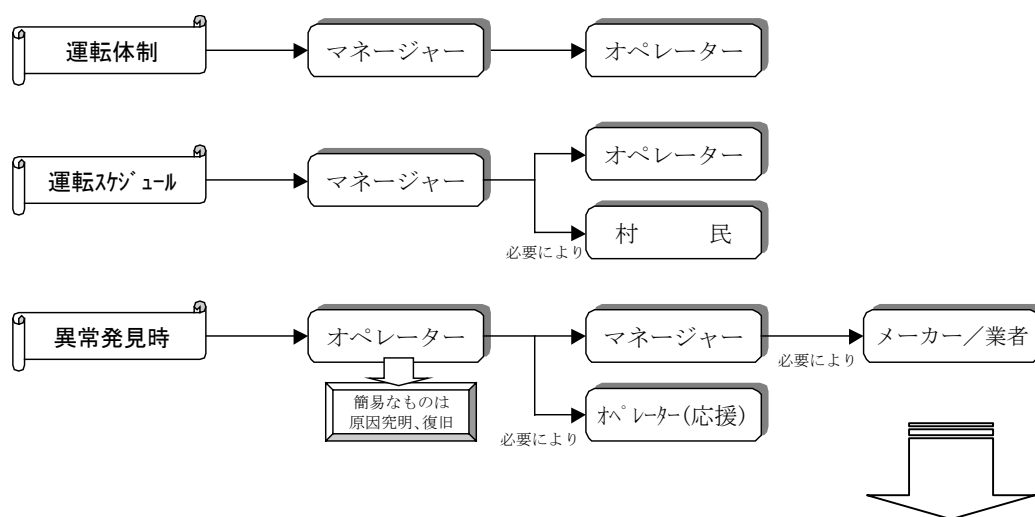 運転体制
マネージャー
オペレーター
運転ｽｹｼﾞｭｰﾙ
マネージャー
オペレーター
村　　　民
必要により
異常発見時
オペレーター
マネージャー
必要により
メーカー／業者
簡易なものは
原因究明、復旧
必要により
ｵﾍﾟﾚｰﾀｰ(応援)